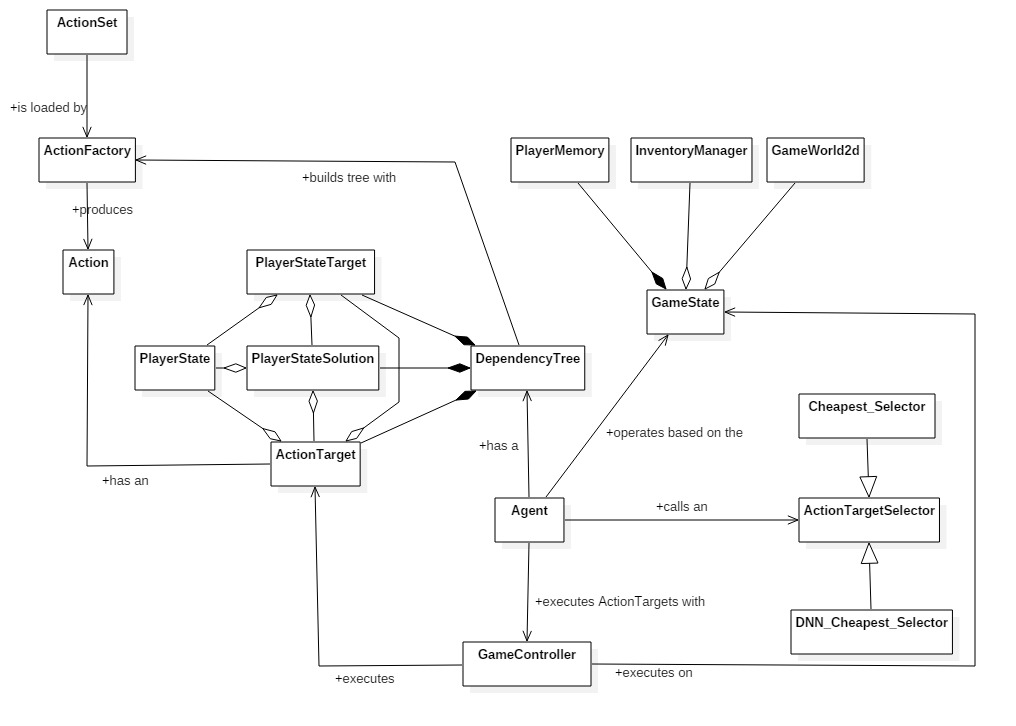 ActionSet
+is loaded by
ActionFactory
PlayerMemory
InventoryManager
GameWorld2d
+builds tree with
+produces
Action
PlayerStateTarget
GameState
PlayerState
PlayerStateSolution
DependencyTree
Cheapest_Selector
+operates based on the
+has a
ActionTarget
+has an
Agent
+calls an
ActionTargetSelector
+executes ActionTargets with
DNN_Cheapest_Selector
GameController
+executes
+executes on